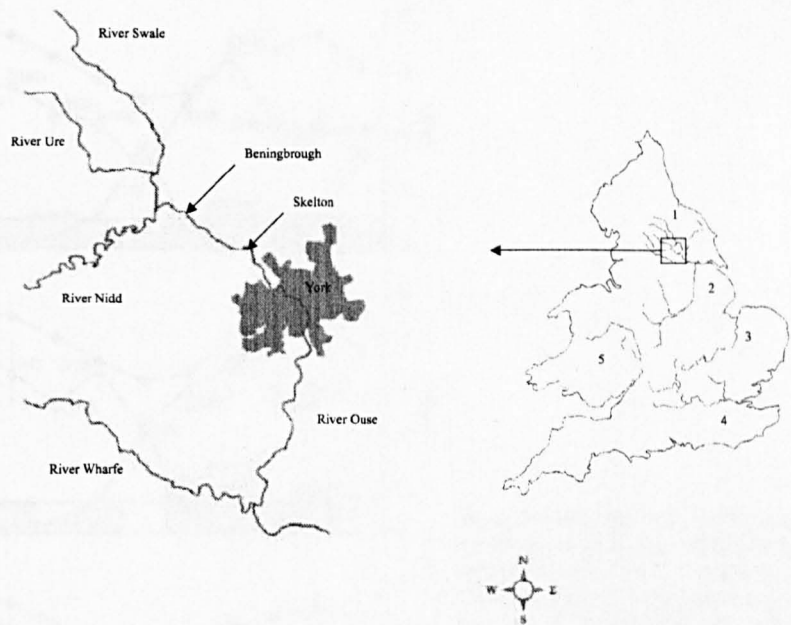 River Swale
River Ure
Beningbrough
Skelton
River Nidd
York
River Ouse
River Wharfe
1
2
3
4
5
N
W E
S